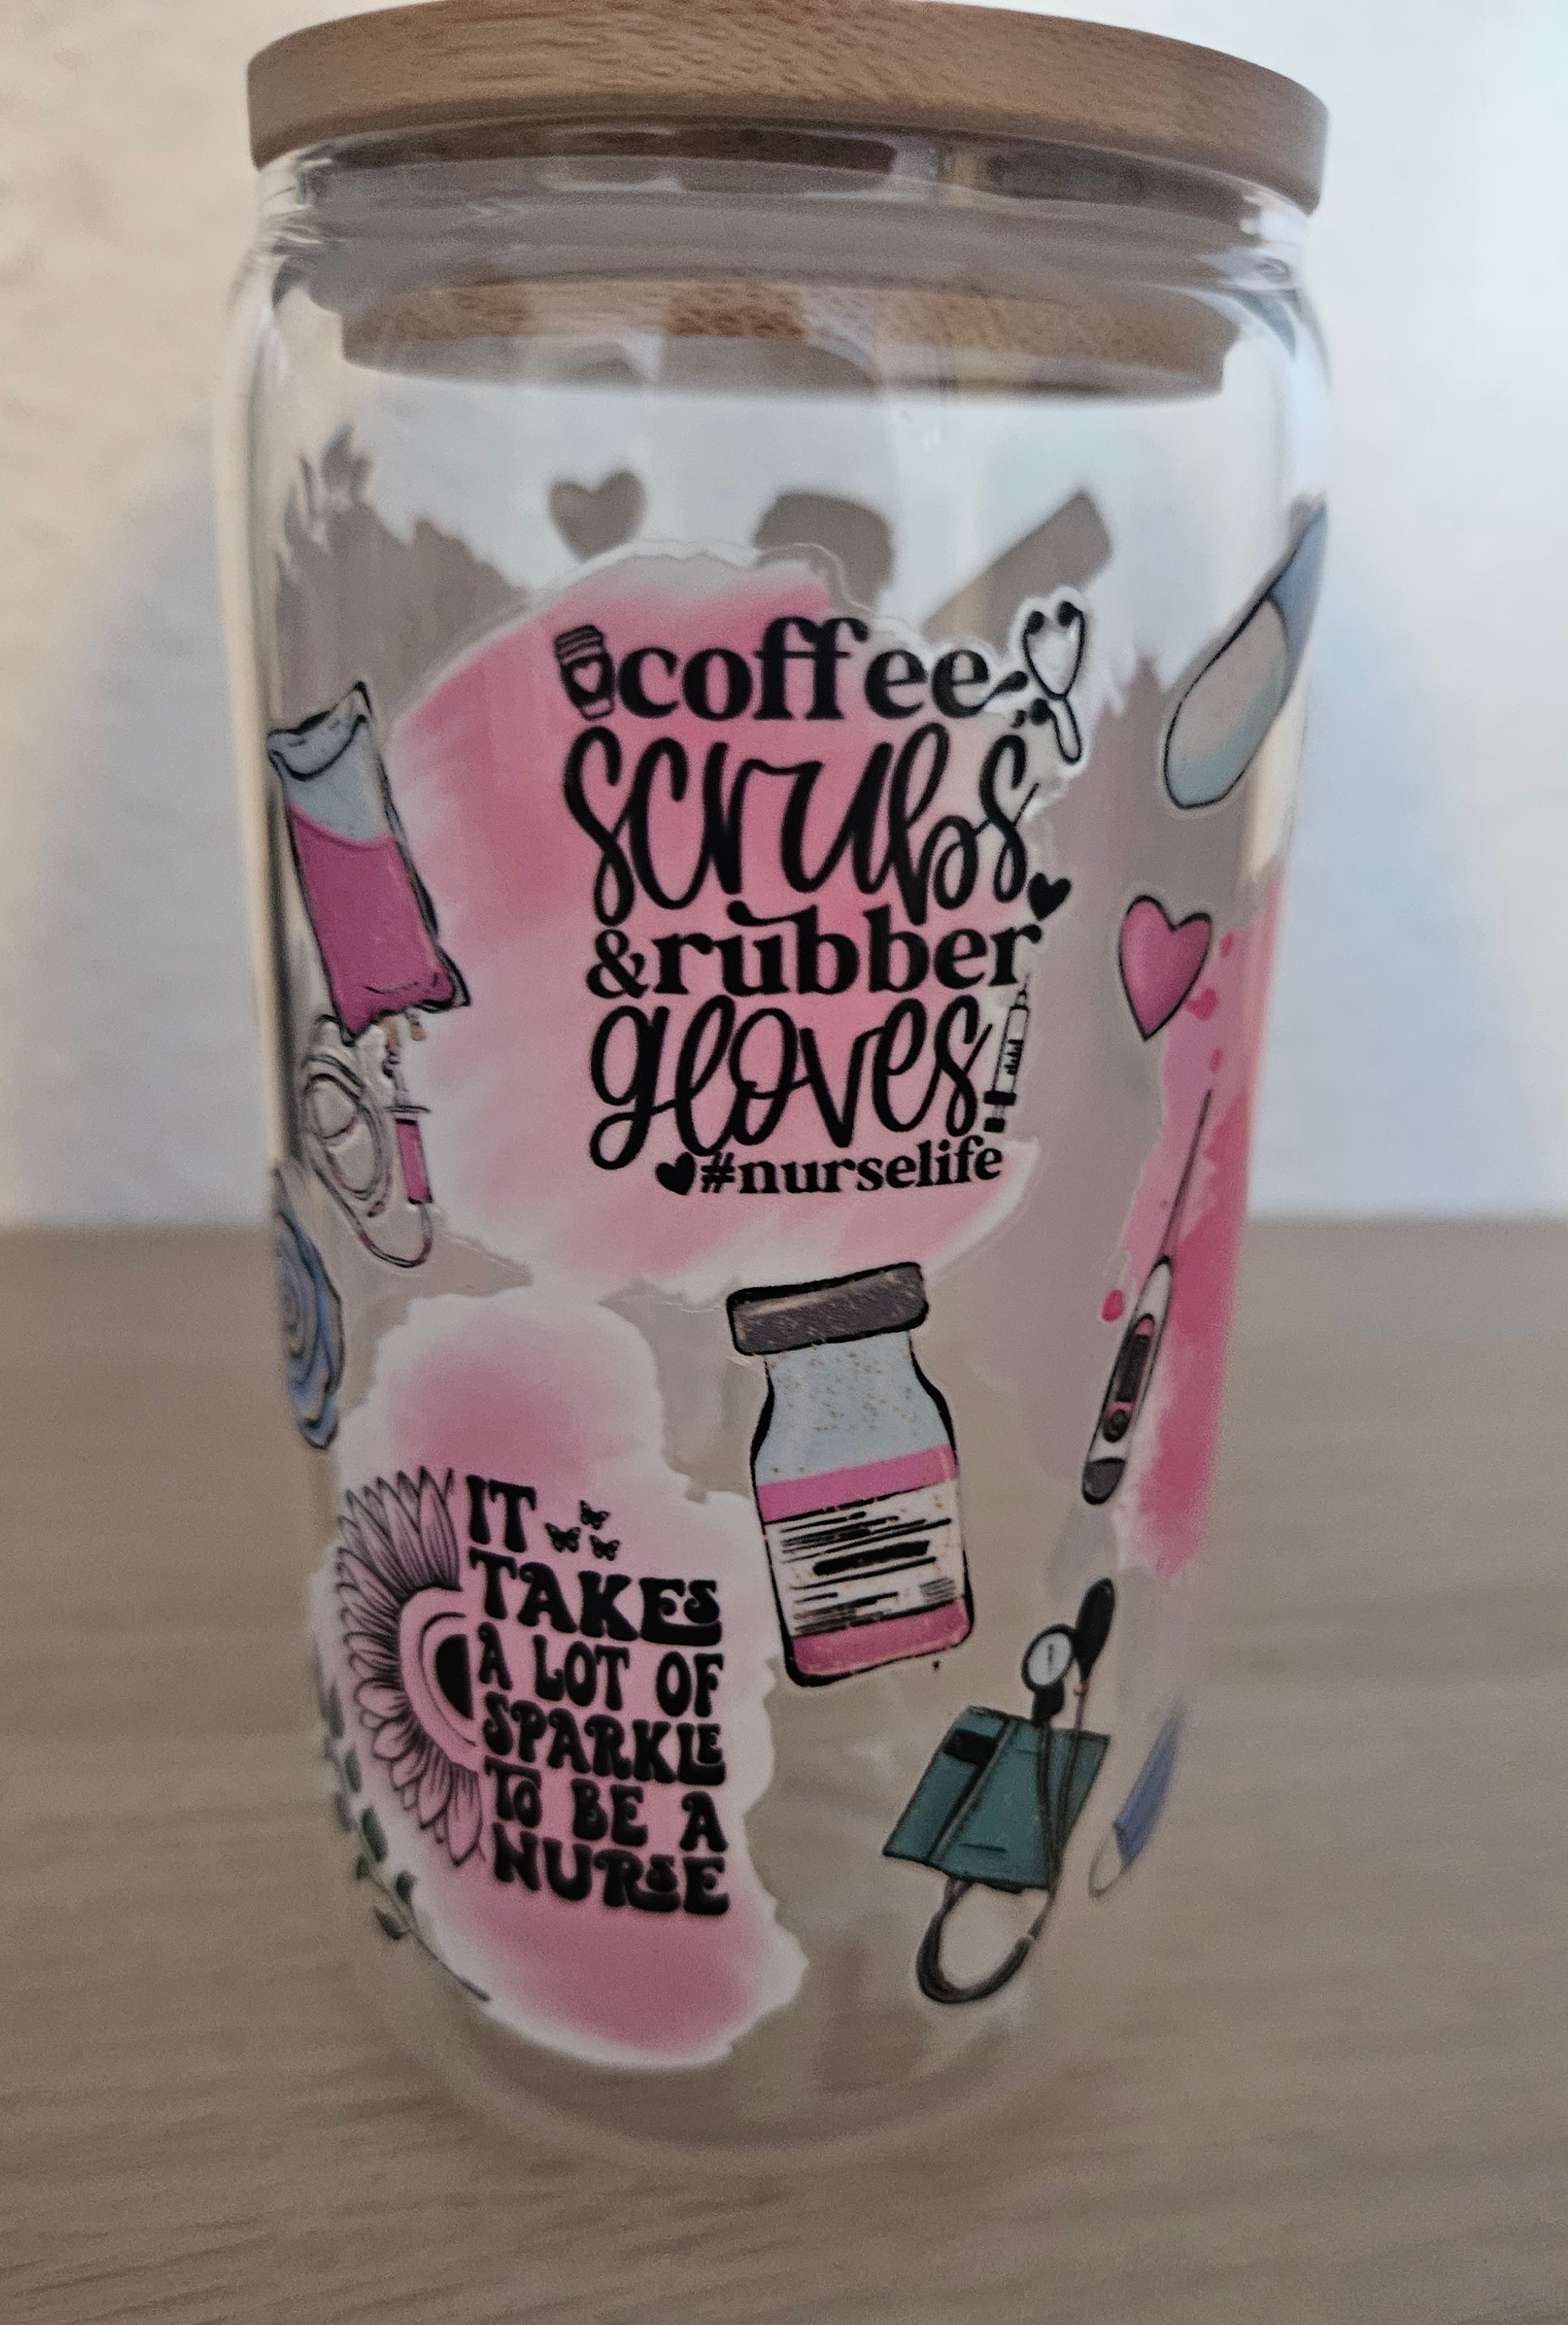 coffee
scrubs
&rubber
gloves
#nurselife
IT
TAKES
A LOT OF
SPARKLE
TO BE A
NURSE